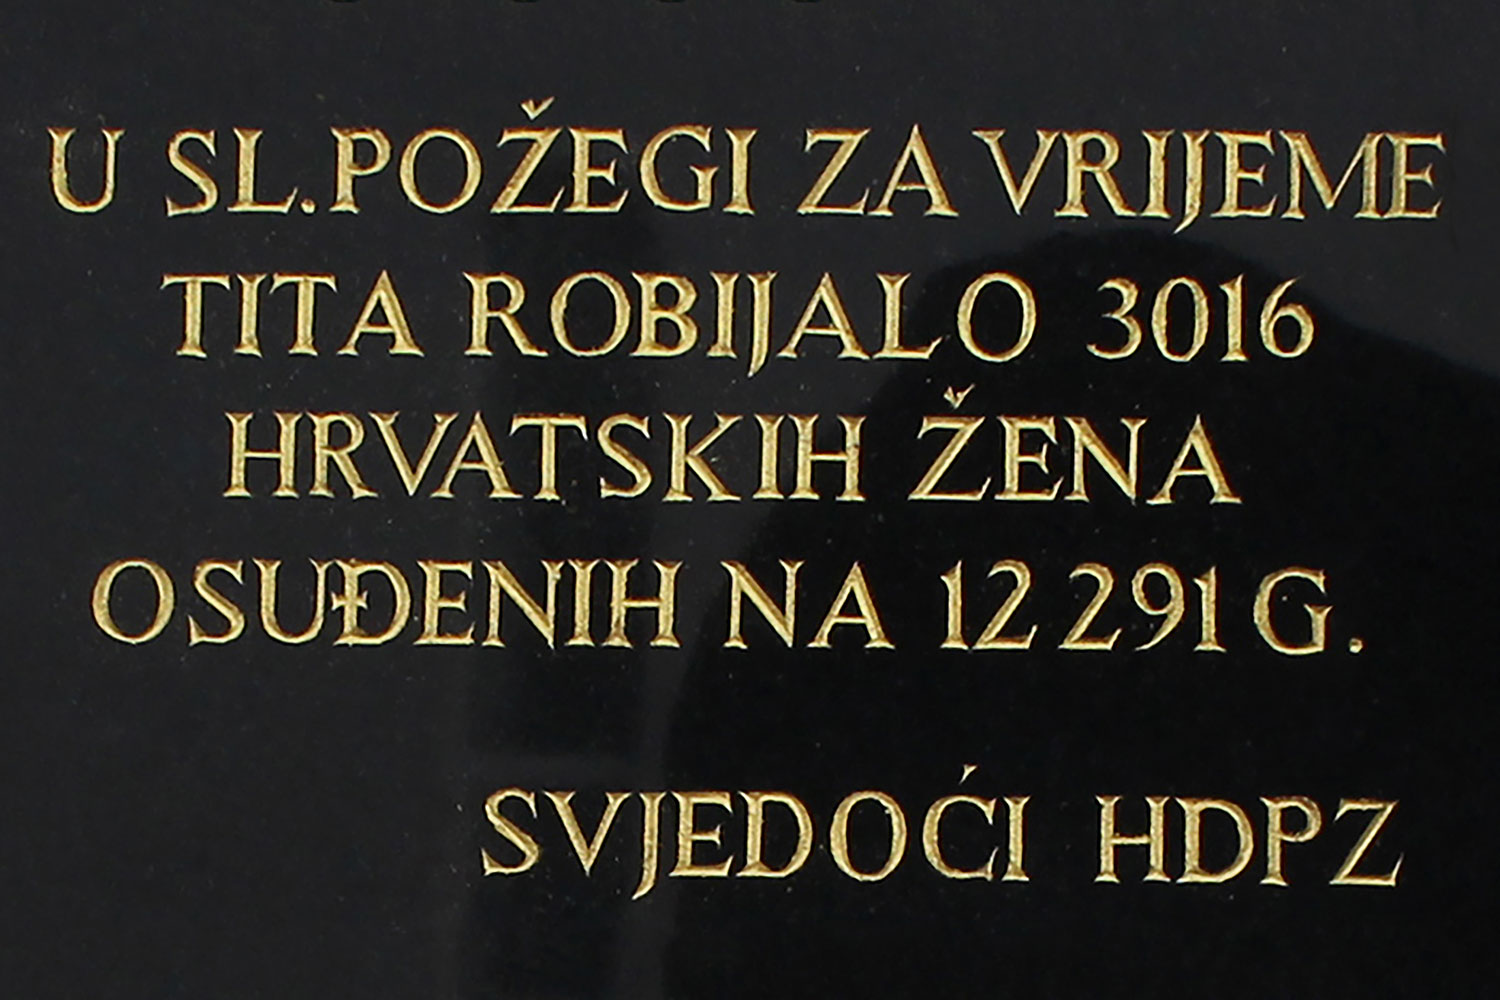 U SL.POŽEGI ZA VRIJEME
TITA ROBIJALO 3016
HRVATSKIH ŽENA
OSUĐENIH NA 12 291 G.
SVJEDOĆI HDPZ